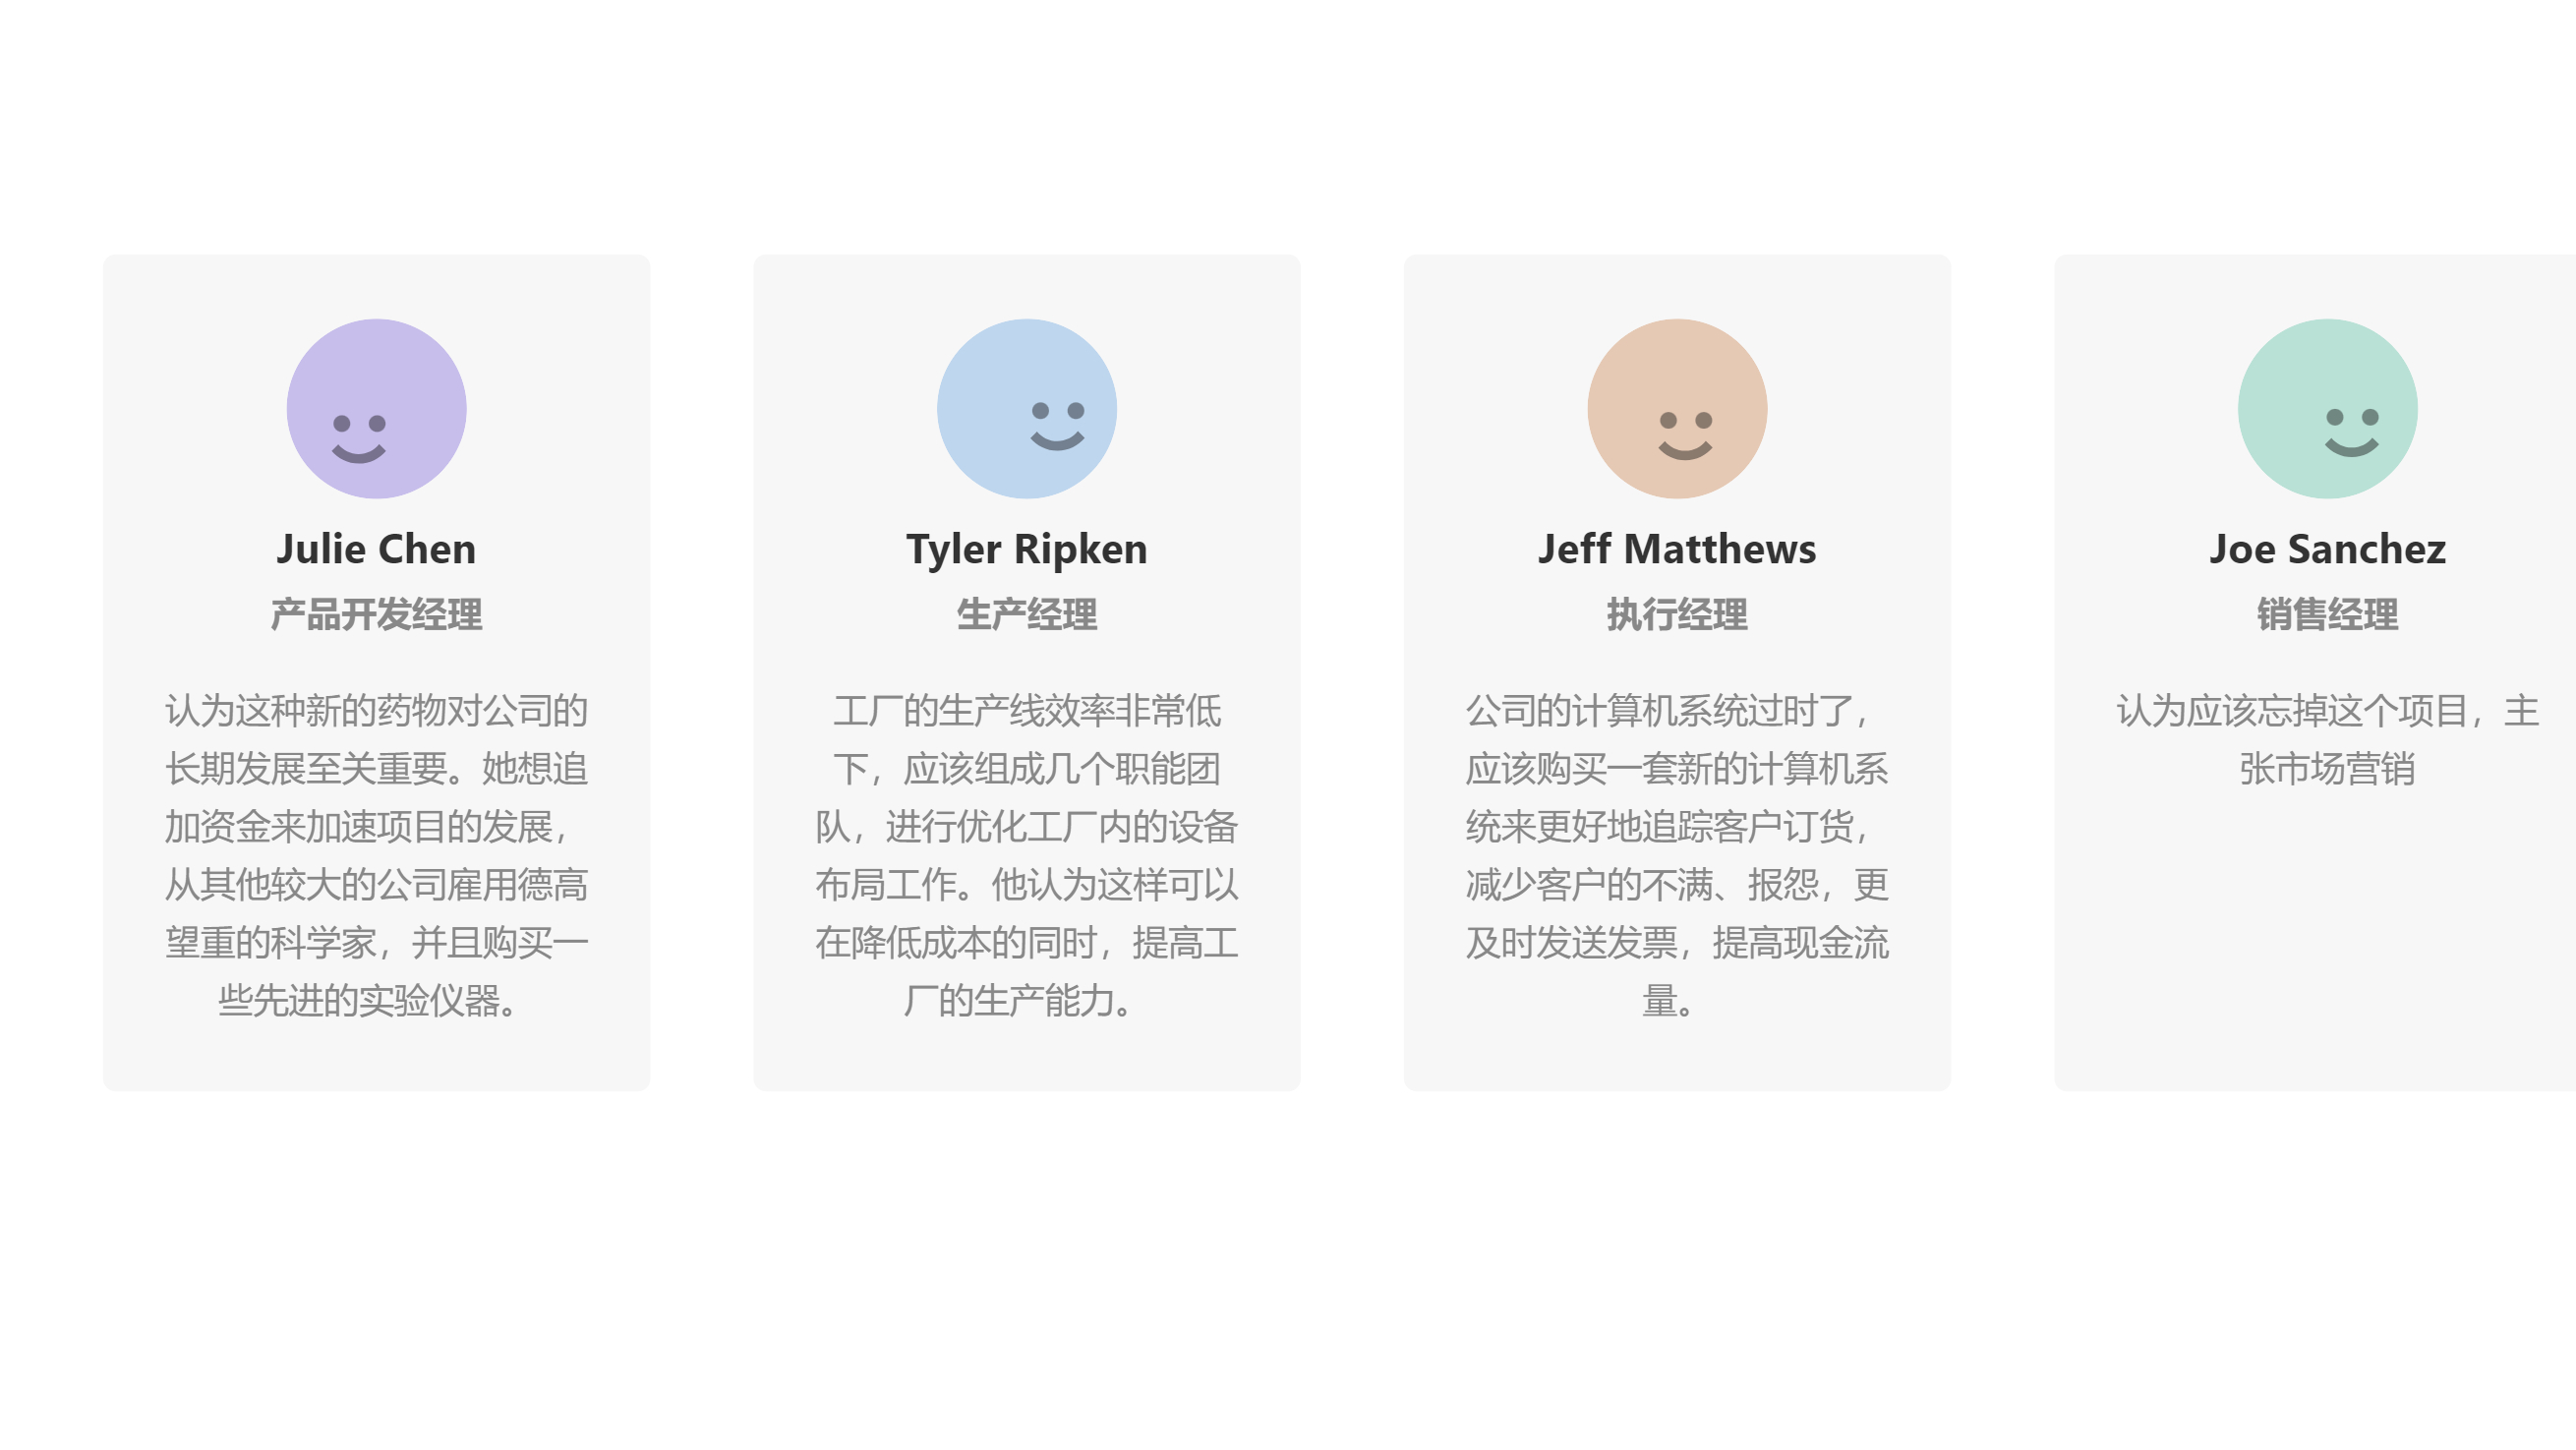 Julie Chen
产品开发经理
认为这种新的药物对公司的
长期发展至关重要。她想追
加资金来加速项目的发展，
从其他较大的公司雇用德高
望重的科学家，并且购买一
些先进的实验仪器。
Tyler Ripken
生产经理
工厂的生产线效率非常低
下，应该组成几个职能团
队，进行优化工厂内的设备
布局工作。他认为这样可以
在降低成本的同时，提高工
厂的生产能力。
Jeff Matthews
执行经理
公司的计算机系统过时了，
应该购买一套新的计算机系
统来更好地追踪客户订货，
减少客户的不满、报怨，更
及时发送发票，提高现金流
量。
Joe Sanchez
销售经理
认为应该忘掉这个项目，主
张市场营销